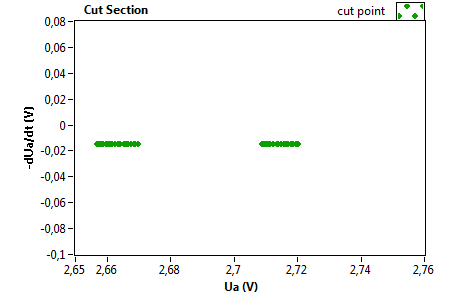 Cut Section
cut point
0,08
0,06
0,04
0,02
0
-0,02
-0,04
-0,06
-0,08
-0,1
-dUa/dt (V)
2,65 2,66 2,68 2,7 2,72 2,74 2,76
Ua (V)